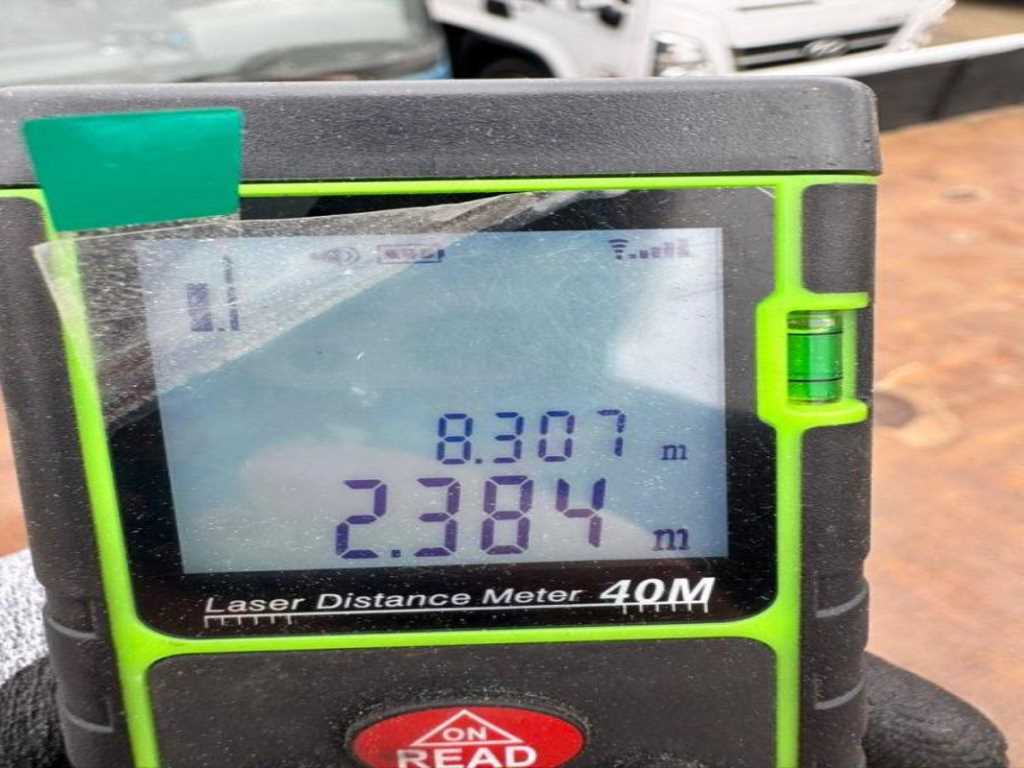 8.307 m
2.384 m
Laser Distance Meter 40M
ON
READ